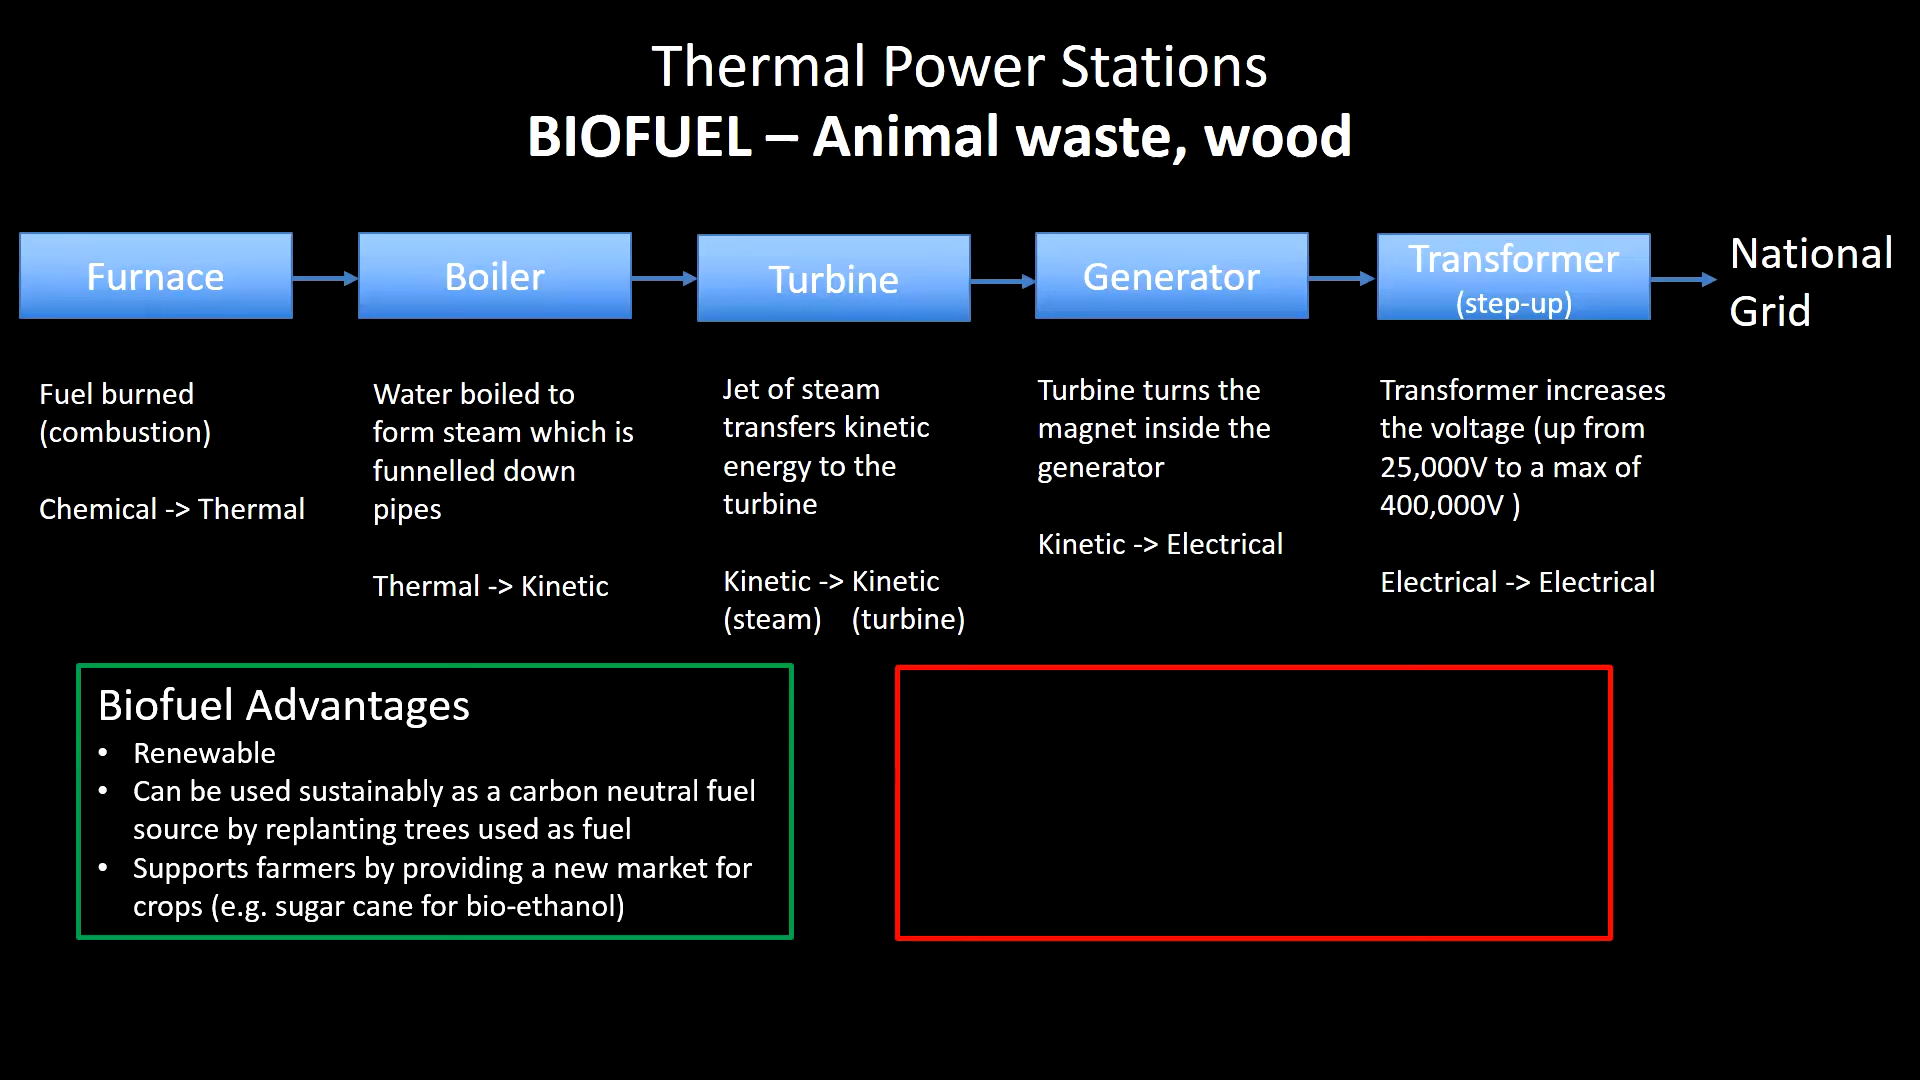 Thermal Power Stations
BIOFUEL – Animal waste, wood
Furnace
Boiler
Turbine
Generator
Transformer
(step-up)
National
Grid
Fuel burned
(combustion)
Chemical -> Thermal
Water boiled to
form steam which is
funnelled down
pipes
Thermal -> Kinetic
Jet of steam
transfers kinetic
energy to the
turbine
Kinetic -> Kinetic
(steam) (turbine)
Turbine turns the
magnet inside the
generator
Kinetic -> Electrical
Transformer increases
the voltage (up from
25,000V to a max of
400,000V )
Electrical -> Electrical
Biofuel Advantages
• Renewable
• Can be used sustainably as a carbon neutral fuel
source by replanting trees used as fuel
• Supports farmers by providing a new market for
crops (e.g. sugar cane for bio-ethanol)